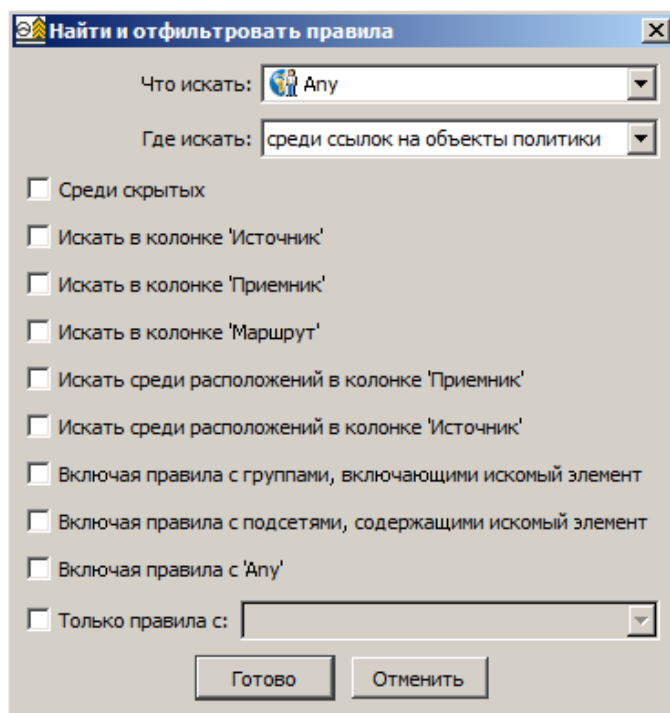 Найти и отфильтровать правила
Что искать: Any
Где искать: среди ссылок на объекты политики
Среди скрытых
Искать в колонке 'Источник'
Искать в колонке 'Приемник'
Искать в колонке 'Маршрут'
Искать среди расположений в колонке 'Приемник'
Искать среди расположений в колонке 'Источник'
Включая правила с группами, включающими искомый элемент
Включая правила с подсетями, содержащими искомый элемент
Включая правила с 'Any'
Только правила с:
Готово Отменить